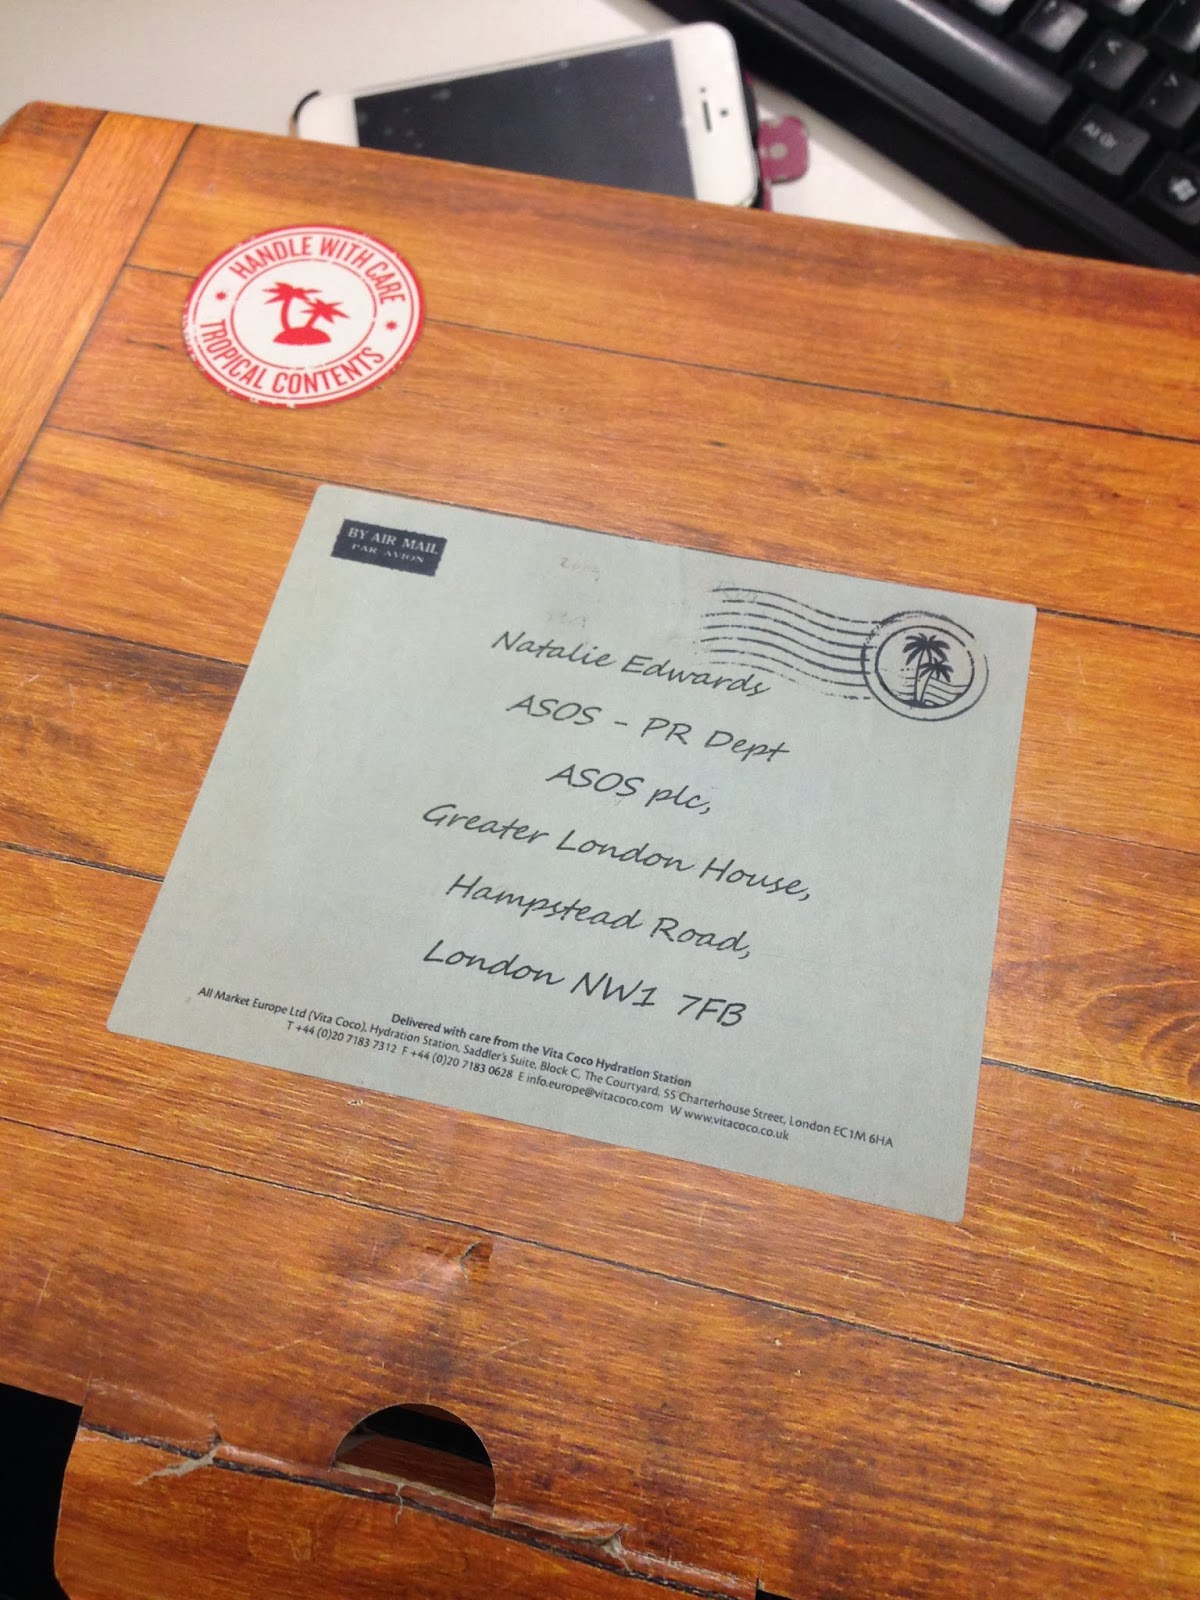 Alt Gr
HANDLE WITH CARE
TROPICAL CONTENTS
BY AIR MAIL
PAR AVION
Natalie Edwards
ASOS - PR Dept
ASOS plc,
Greater London House,
Hampstead Road,
London NW1 7FB
Delivered with care from the Vita Coco Hydration Station
All Market Europe Ltd (Vita Coco), Hydration Station, Saddler's Suite, Block C, The Courtyard, 55 Charterhouse Street, London EC1M 6HA
T +44 (0)20 7183 7312 F +44 (0)20 7183 0628 E info.europe@vitacoco.com W www.vitacoco.co.uk